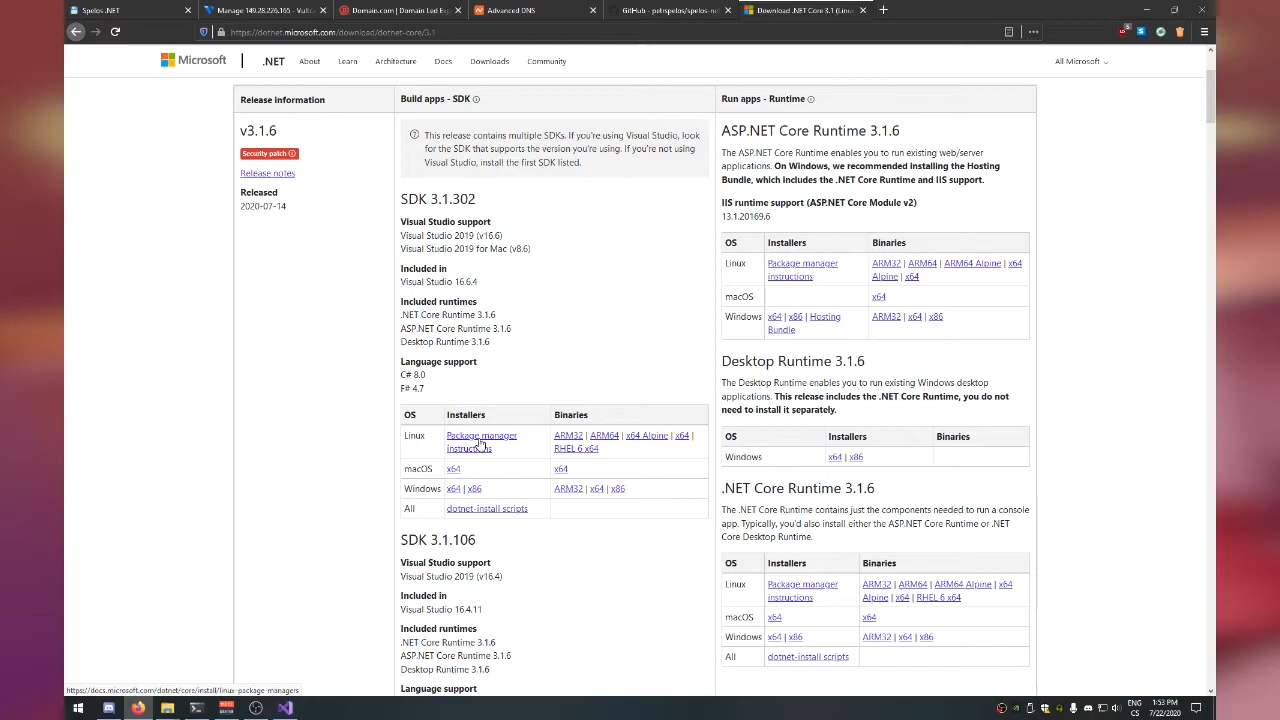 Spelos .NET
Manage 149.28.226.165 - Vultr
Domain.com | Domain Led Exp
Advanced DNS
GitHub - petrspelos/spelos-net
Download .NET Core 3.1 (Linux
https://dotnet.microsoft.com/download/dotnet-core/3.1
Microsoft
.NET
About
Learn
Architecture
Docs
Downloads
Community
All Microsoft
Release information
v3.1.6
Security patch
Release notes
Released
2020-07-14
Build apps - SDK
This release contains multiple SDKs. If you're using Visual Studio, look
for the SDK that supports the version you're using. If you're not using
Visual Studio, install the first SDK listed.
SDK 3.1.302
Visual Studio support
Visual Studio 2019 (v16.6)
Visual Studio 2019 for Mac (v8.6)
Included in
Visual Studio 16.6.4
Included runtimes
.NET Core Runtime 3.1.6
ASP.NET Core Runtime 3.1.6
Desktop Runtime 3.1.6
Language support
C# 8.0
F# 4.7
OS Installers Binaries
Linux Package manager instructions ARM32 | ARM64 | x64 Alpine | x64 |
RHEL 6 x64
macOS x64 x64
Windows x64 | x86 ARM32 | x64 | x86
All dotnet-install scripts
SDK 3.1.106
Visual Studio support
Visual Studio 2019 (v16.4)
Included in
Visual Studio 16.4.11
Included runtimes
.NET Core Runtime 3.1.6
ASP.NET Core Runtime 3.1.6
Desktop Runtime 3.1.6
Language support
Run apps - Runtime
ASP.NET Core Runtime 3.1.6
The ASP.NET Core Runtime enables you to run existing web/server
applications. On Windows, we recommended installing the Hosting
Bundle, which includes the .NET Core Runtime and IIS support.
IIS runtime support (ASP.NET Core Module v2)
13.1.20169.6
OS Installers Binaries
Linux Package manager ARM32 | ARM64 | ARM64 Alpine | x64
instructions Alpine | x64
macOS x64
Windows x64 | x86 | Hosting ARM32 | x64 | x86
Bundle
Desktop Runtime 3.1.6
The Desktop Runtime enables you to run existing Windows desktop
applications. This release includes the .NET Core Runtime, you do not
need to install it separately.
OS Installers Binaries
Windows x64 | x86
.NET Core Runtime 3.1.6
The .NET Core Runtime contains just the components needed to run a console
app. Typically, you'd also install either the ASP.NET Core Runtime or .NET
Core Desktop Runtime.
OS Installers Binaries
Linux Package manager ARM32 | ARM64 | ARM64 Alpine | x64
instructions Alpine | x64 | RHEL 6 x64
macOS x64 x64
Windows x64 | x86 ARM32 | x64 | x86
All dotnet-install scripts
https://docs.microsoft.com/dotnet/core/install/linux-package-managers
ENG
CS
1:53 PM
7/22/2020